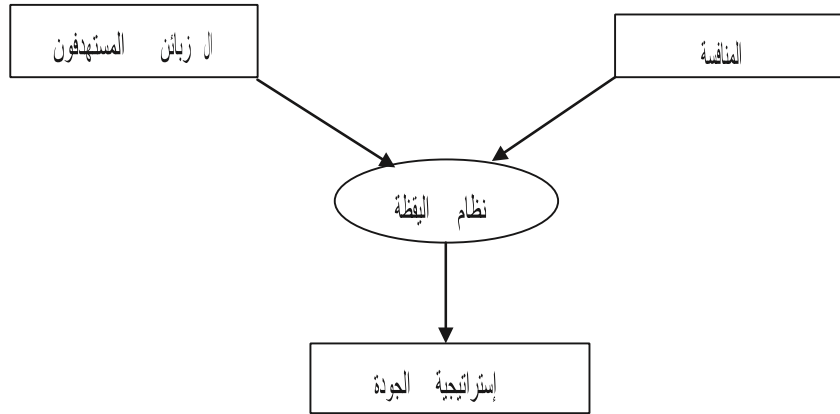 المنافسة
ال زبائن المستهدفون
نظام اليقظة
إستراتيجية الجودة